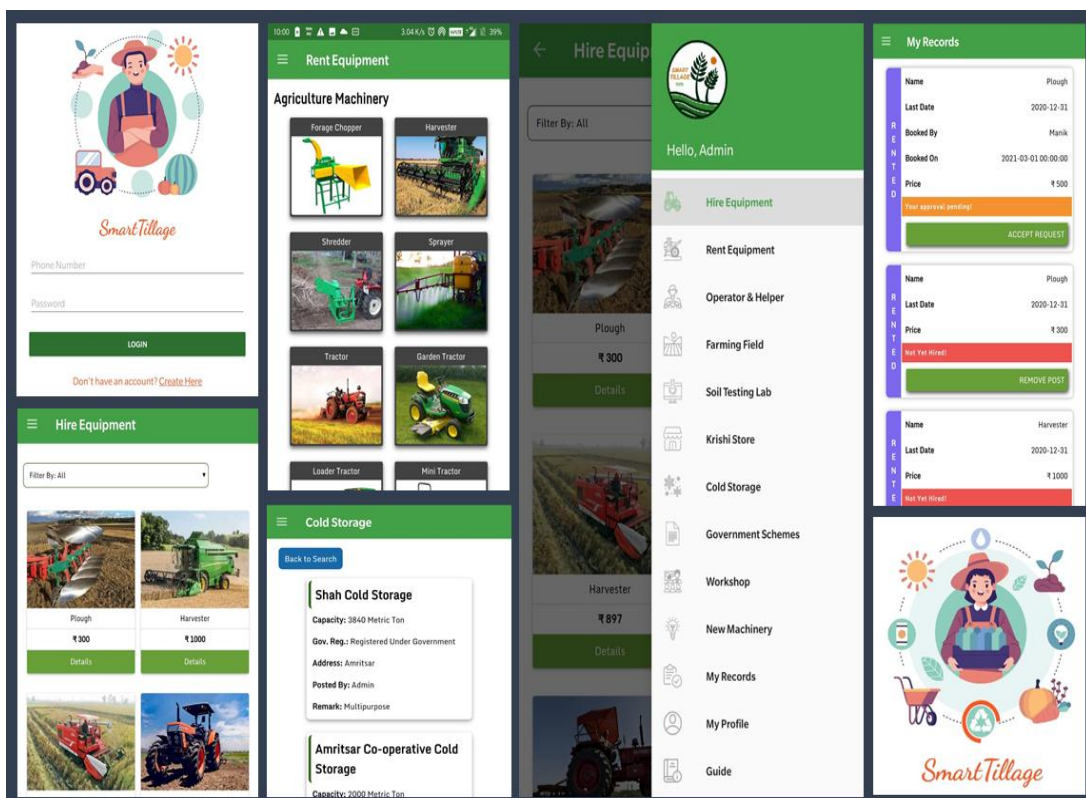 SmartTillage
Phone Number
Password
LOGIN
Don't have an account? Create Here
Hire Equipment
Filter By: All
Plough
Harvester
₹ 300
₹ 1000
Details
Details
10:00
3.04 K/s
39%
Rent Equipment
Agriculture Machinery
Forage Chopper
Harvester
Shredder
Sprayer
Tractor
Garden Tractor
Loader Tractor
Mini Tractor
Cold Storage
Back to Search
Shah Cold Storage
Capacity: 3840 Metric Ton
Gov. Reg.: Registered Under Government
Address: Amritsar
Posted By: Admin
Remark: Multipurpose
Amritsar Co-operative Cold
Storage
Capacity: 2000 Metric Ton
Hire Equip
Filter By: All
Plough
₹ 300
Details
Harvester
₹ 897
Details
SMART
TILLAGE
Hello, Admin
Hire Equipment
Rent Equipment
Operator & Helper
Farming Field
Soil Testing Lab
Krishi Store
Cold Storage
Government Schemes
Workshop
New Machinery
My Records
My Profile
Guide
My Records
RENTED
Name Plough
Last Date 2020-12-31
Booked By Manik
Booked On 2021-03-01 00:00:00
Price ₹ 500
Your approval pending!
ACCEPT REQUEST
RENTED
Name Plough
Last Date 2020-12-31
Price ₹ 300
Not Yet Hired!
REMOVE POST
RENTE
Name Harvester
Last Date 2020-12-31
Price ₹ 1000
Not Yet Hired!
SmartTillage